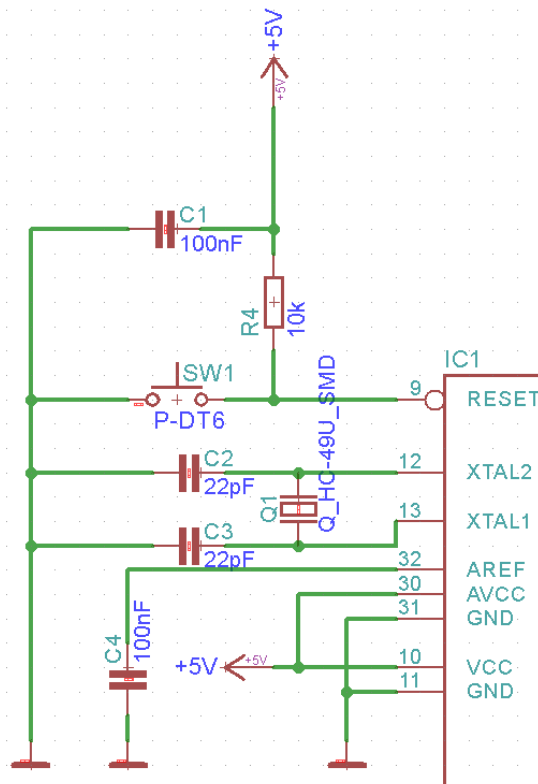 +5V
+5V
C1
100nF
R4
10k
SW1
P-DT6
IC1
9
RESET
C2
22pF
Q1
Q_HC-49U_SMD
12
XTAL2
13
XTAL1
C3
22pF
32
AREF
30
AVCC
31
GND
C4
100nF
+5V
+5V
10
VCC
11
GND